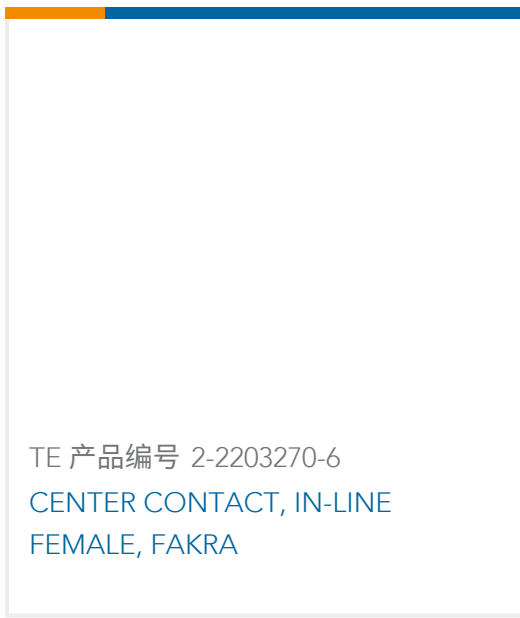 TE 产品编号 2-2203270-6
CENTER CONTACT, IN-LINE
FEMALE, FAKRA